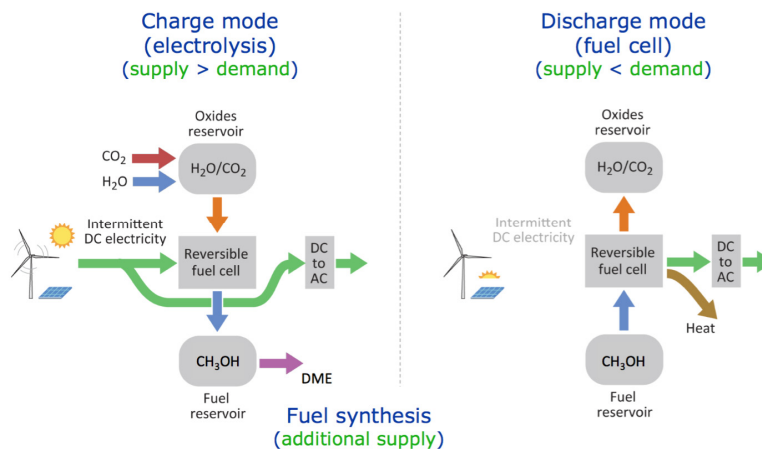 Charge mode
(electrolysis)
(supply > demand)
Oxides
reservoir
CO₂
H₂O
H₂O/CO₂
Intermittent
DC electricity
Reversible
fuel cell
DC
to
AC
CH₃OH
DME
Fuel
reservoir
Discharge mode
(fuel cell)
(supply < demand)
Oxides
reservoir
H₂O/CO₂
Intermittent
DC electricity
Reversible
fuel cell
DC
to
AC
Heat
CH₃OH
Fuel
reservoir
Fuel synthesis
(additional supply)